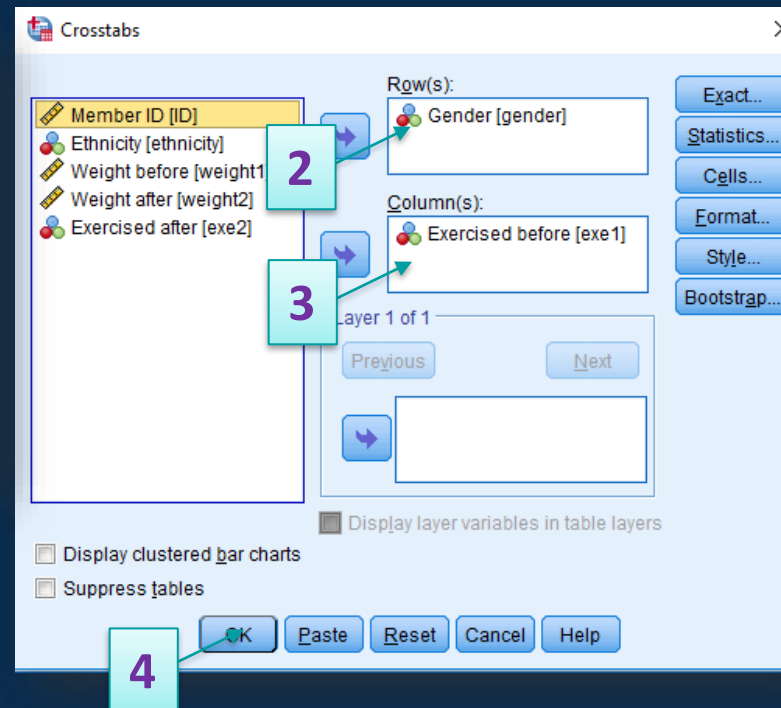 Crosstabs
Member ID [ID]
Ethnicity [ethnicity]
Weight before [weight1
Weight after [weight2]
Exercised after [exe2]
2
3
Row(s):
Gender [gender]
Column(s):
Exercised before [exe1]
Layer 1 of 1
Previous
Next
Display layer variables in table layers
Exact...
Statistics...
Cells...
Format...
Style...
Bootstrap...
Display clustered bar charts
Suppress tables
OK
Paste
Reset
Cancel
Help
4